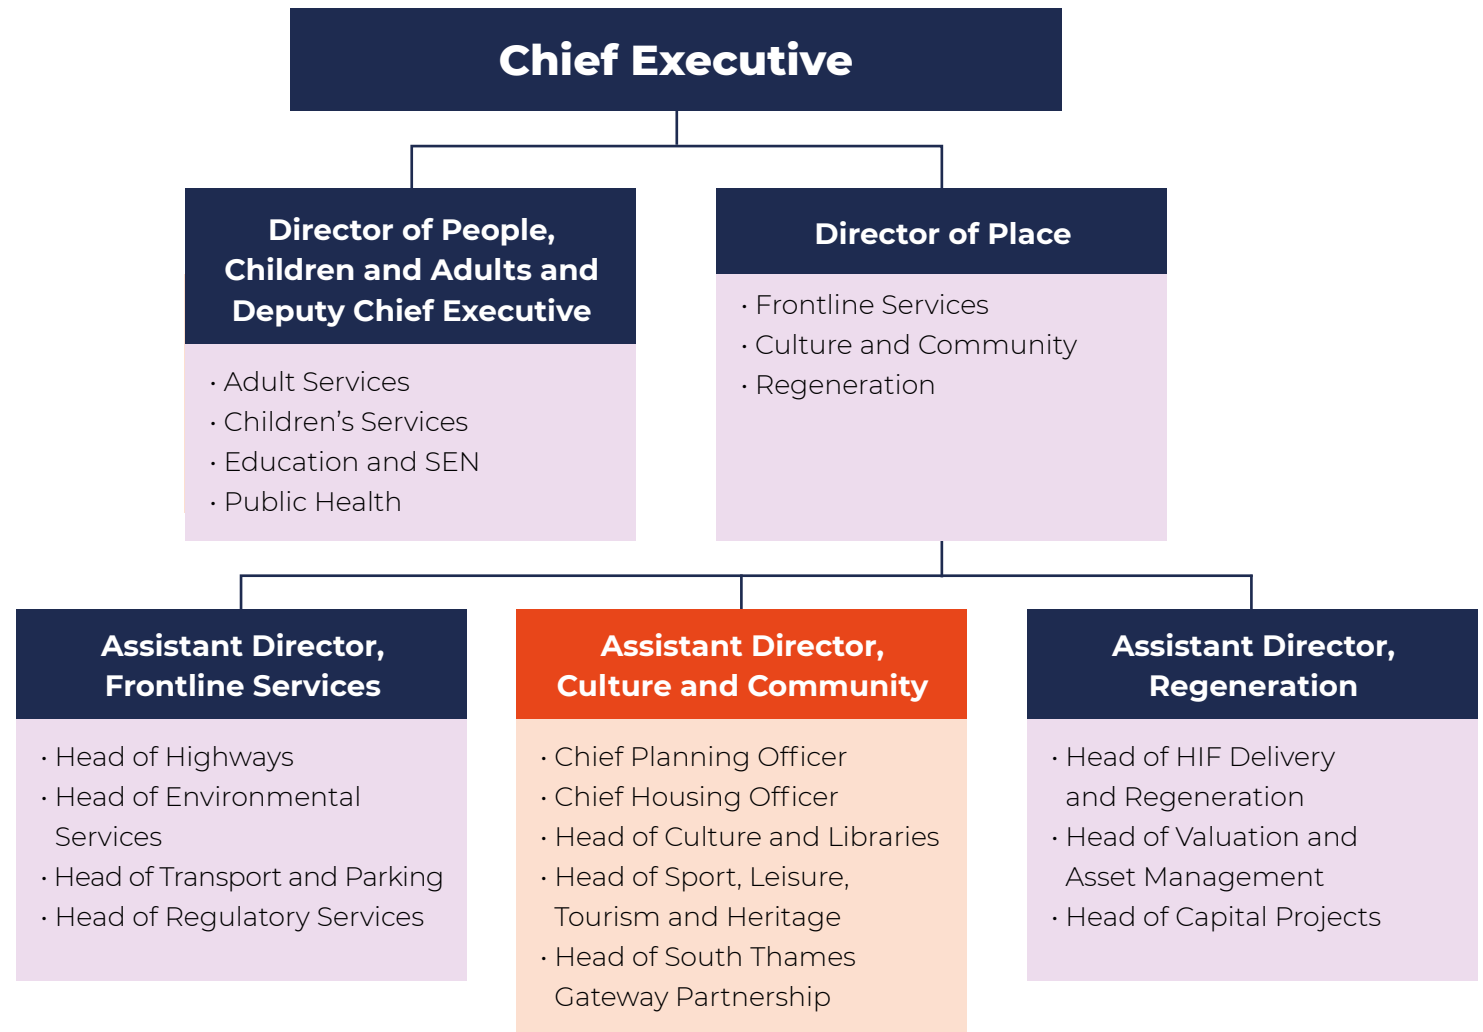 Chief Executive
Director of People,
Children and Adults and
Deputy Chief Executive
· Adult Services
· Children’s Services
· Education and SEN
· Public Health
Director of Place
· Frontline Services
· Culture and Community
· Regeneration
Assistant Director,
Frontline Services
· Head of Highways
· Head of Environmental
Services
· Head of Transport and Parking
· Head of Regulatory Services
Assistant Director,
Culture and Community
· Chief Planning Officer
· Chief Housing Officer
· Head of Culture and Libraries
· Head of Sport, Leisure,
Tourism and Heritage
· Head of South Thames
Gateway Partnership
Assistant Director,
Regeneration
· Head of HIF Delivery
and Regeneration
· Head of Valuation and
Asset Management
· Head of Capital Projects